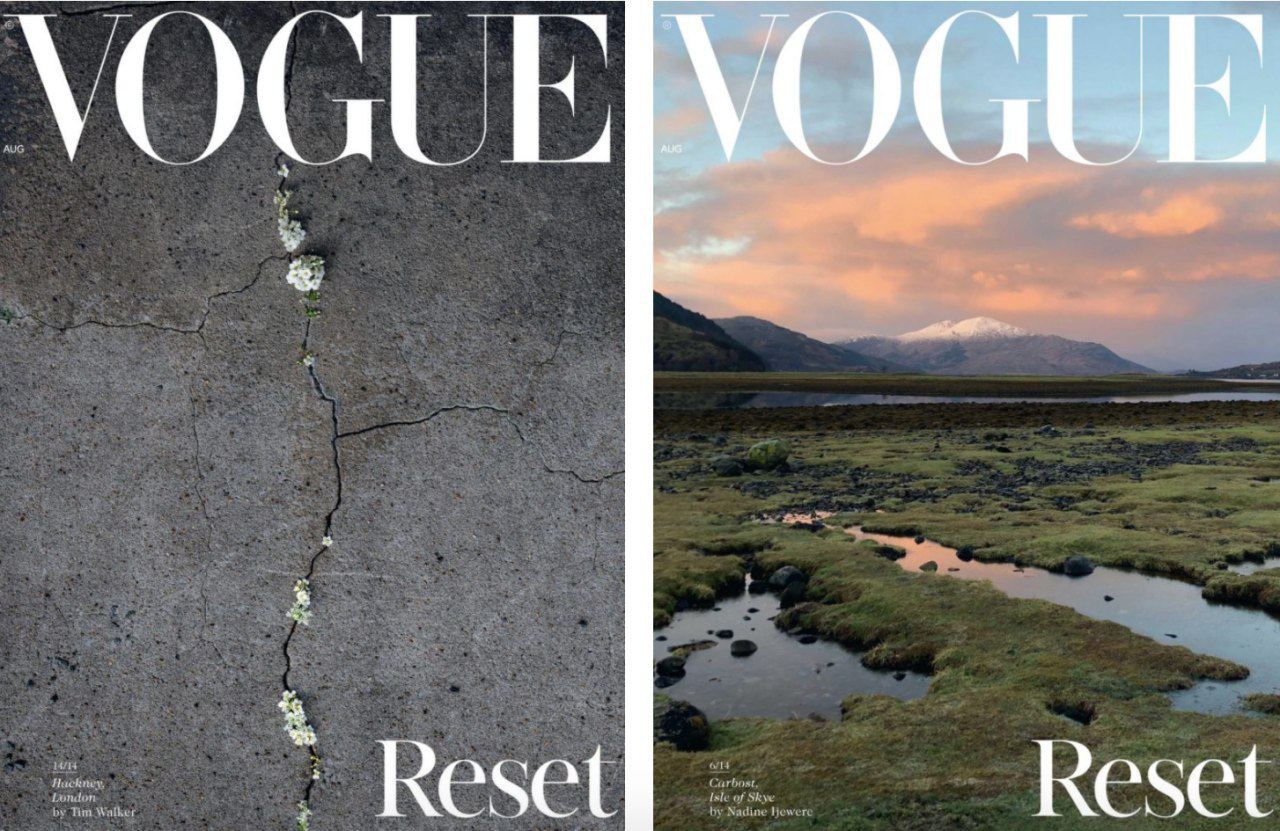 VOGUE
AUG
14/14
Hackney,
London
by Tim Walker
Reset
VOGUE
AUG
6/14
Carbost,
Isle of Skye
by Nadine Ijewere
Reset